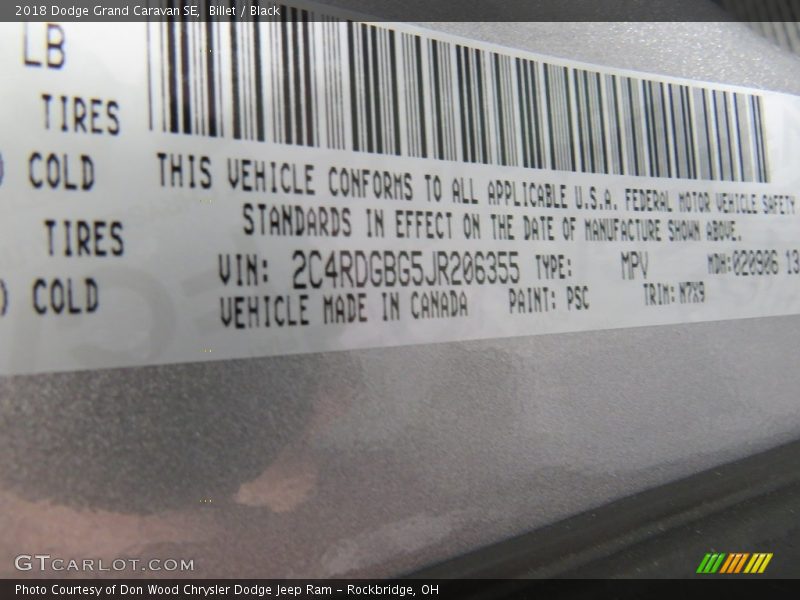 2018 Dodge Grand Caravan SE, Billet / Black
LB
TIRES
COLD
TIRES
COLD
THIS VEHICLE CONFORMS TO ALL APPLICABLE U.S.A. FEDERAL MOTOR VEHICLE SAFETY
STANDARDS IN EFFECT ON THE DATE OF MANUFACTURE SHOWN ABOVE.
VIN: 2C4RDGBG5JR206355 TYPE: MPV MDH:020906 13
VEHICLE MADE IN CANADA PAINT: PSC TRIM: N7X9
GTCARLOT.COM
Photo Courtesy of Don Wood Chrysler Dodge Jeep Ram – Rockbridge, OH